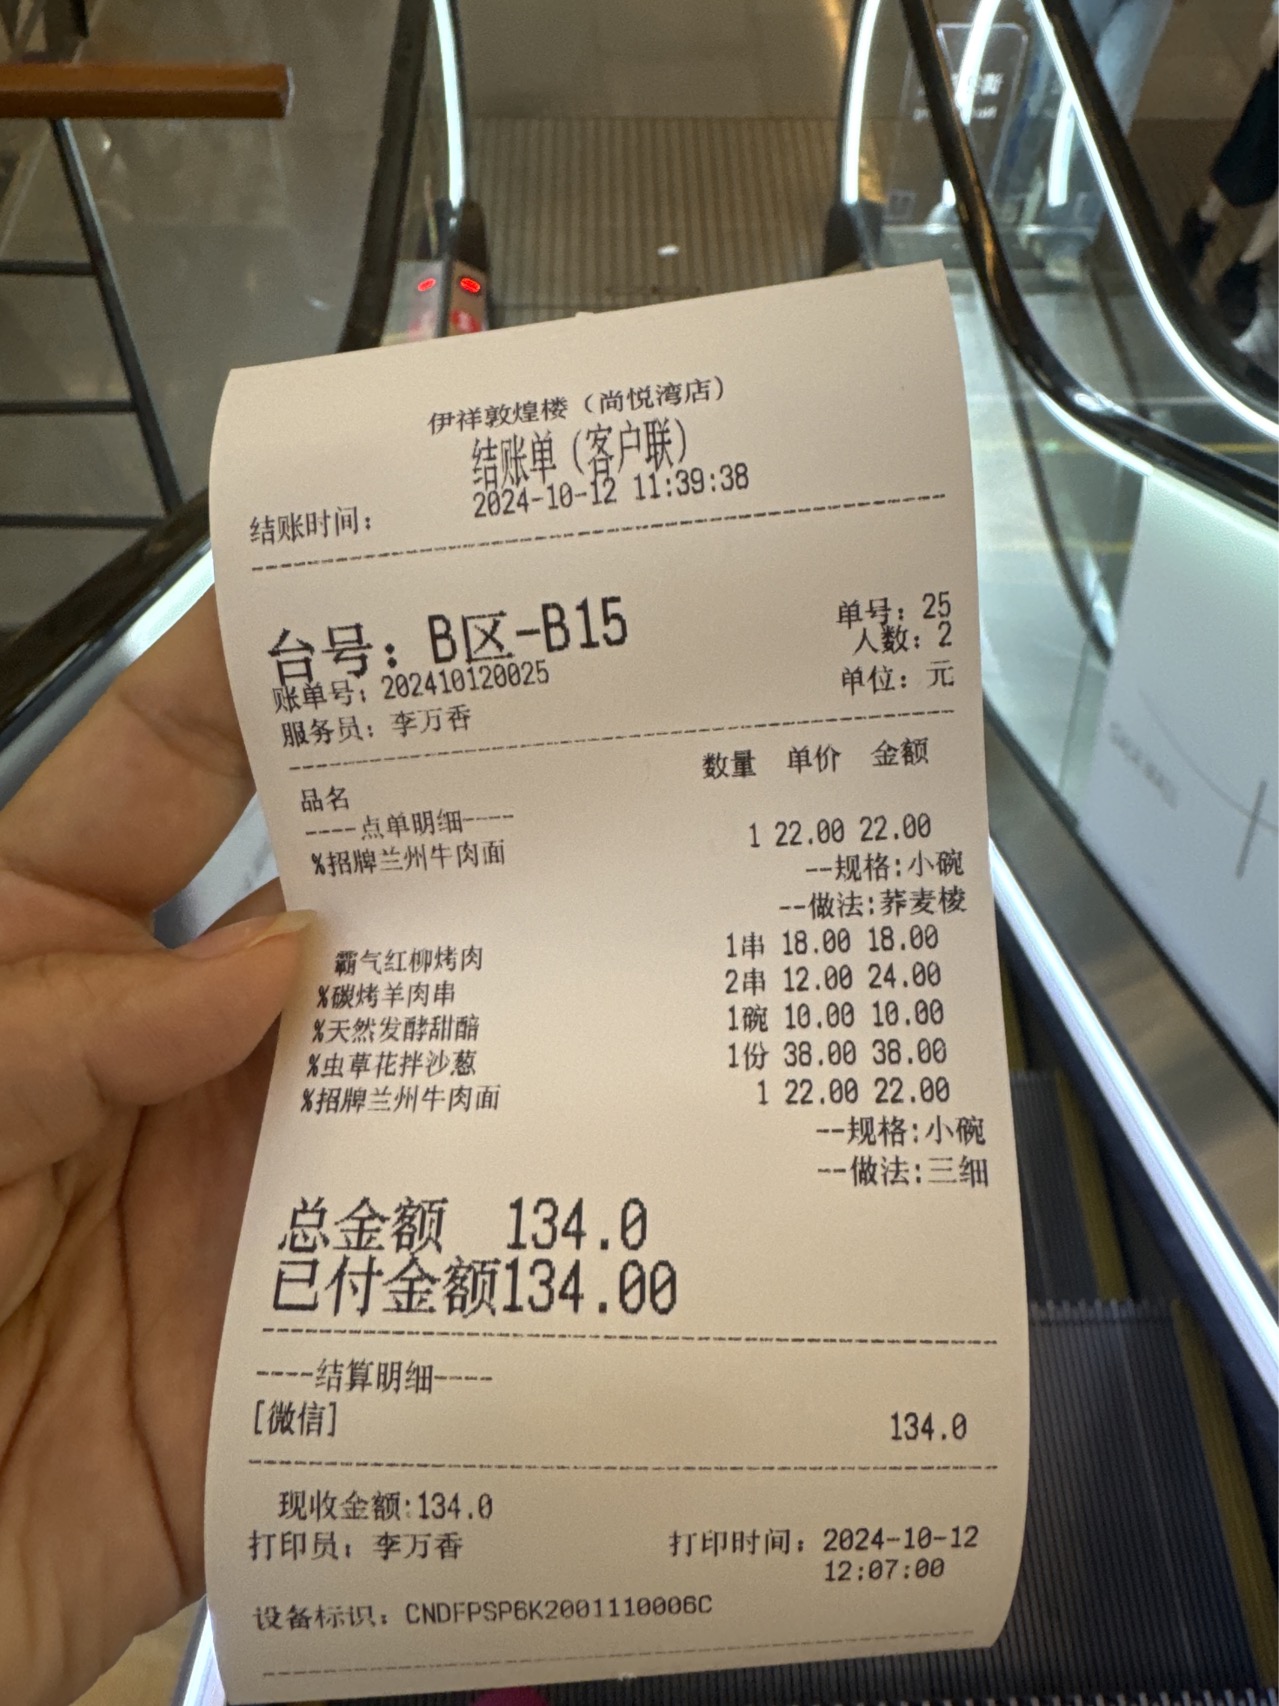 伊祥敦煌楼（尚悦湾店）
结账单（客户联）
结账时间： 2024-10-12 11:39:38
台号：B区-B15 单号：25
人数：2
账单号：202410120025 单位：元
服务员：李万香
品名 数量 单价 金额
----点单明细----
%招牌兰州牛肉面 1 22.00 22.00
--规格:小碗
--做法:荞麦棱
霸气红柳烤肉 1串 18.00 18.00
%碳烤羊肉串 2串 12.00 24.00
%天然发酵甜醅 1碗 10.00 10.00
%虫草花拌沙葱 1份 38.00 38.00
%招牌兰州牛肉面 1 22.00 22.00
--规格:小碗
--做法:三细
总金额 134.0
已付金额134.00
----结算明细----
[微信] 134.0
现收金额:134.0
打印员：李万香 打印时间：2024-10-12
12:07:00
设备标识：CNDFPSP6K2001110006C